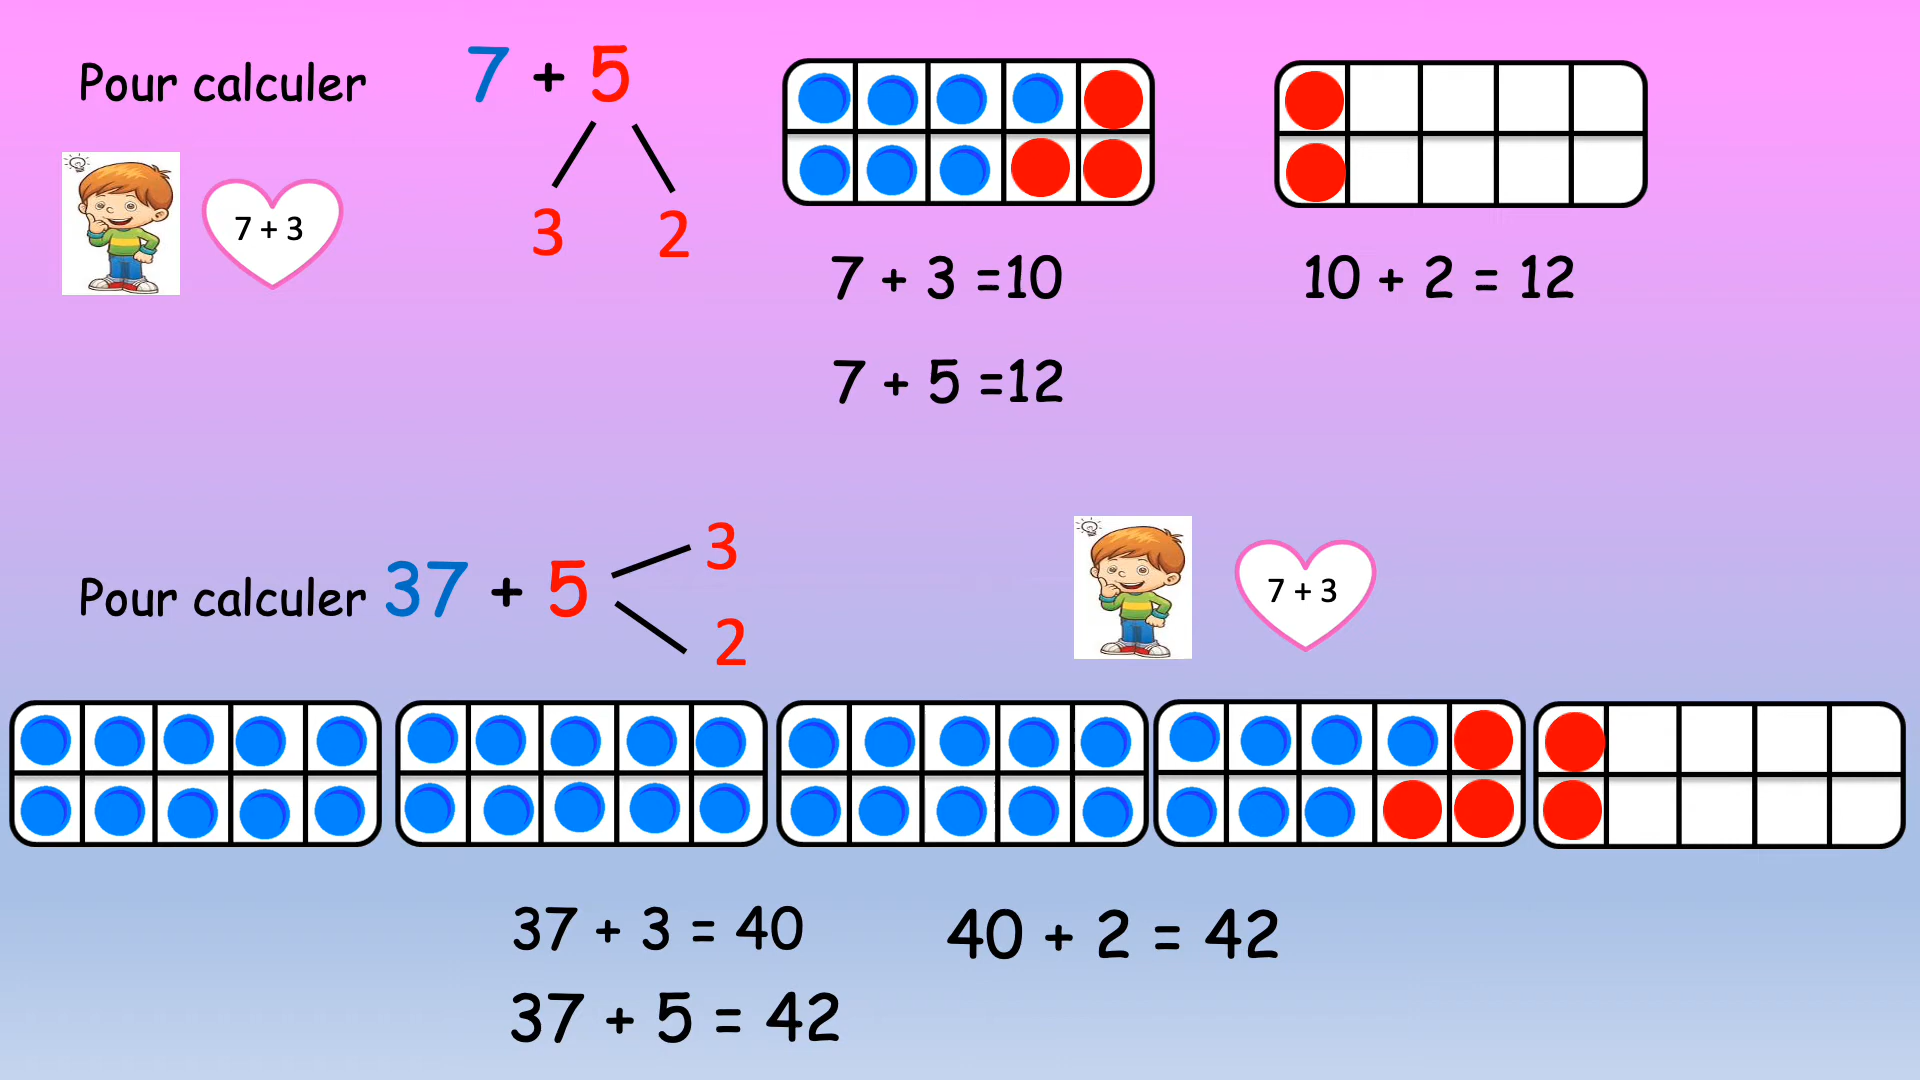 Pour calculer 7 + 5
3 2
7 + 3
7 + 3 =10
10 + 2 = 12
7 + 5 =12
Pour calculer 37 + 5
3
2
7 + 3
37 + 3 = 40
40 + 2 = 42
37 + 5 = 42